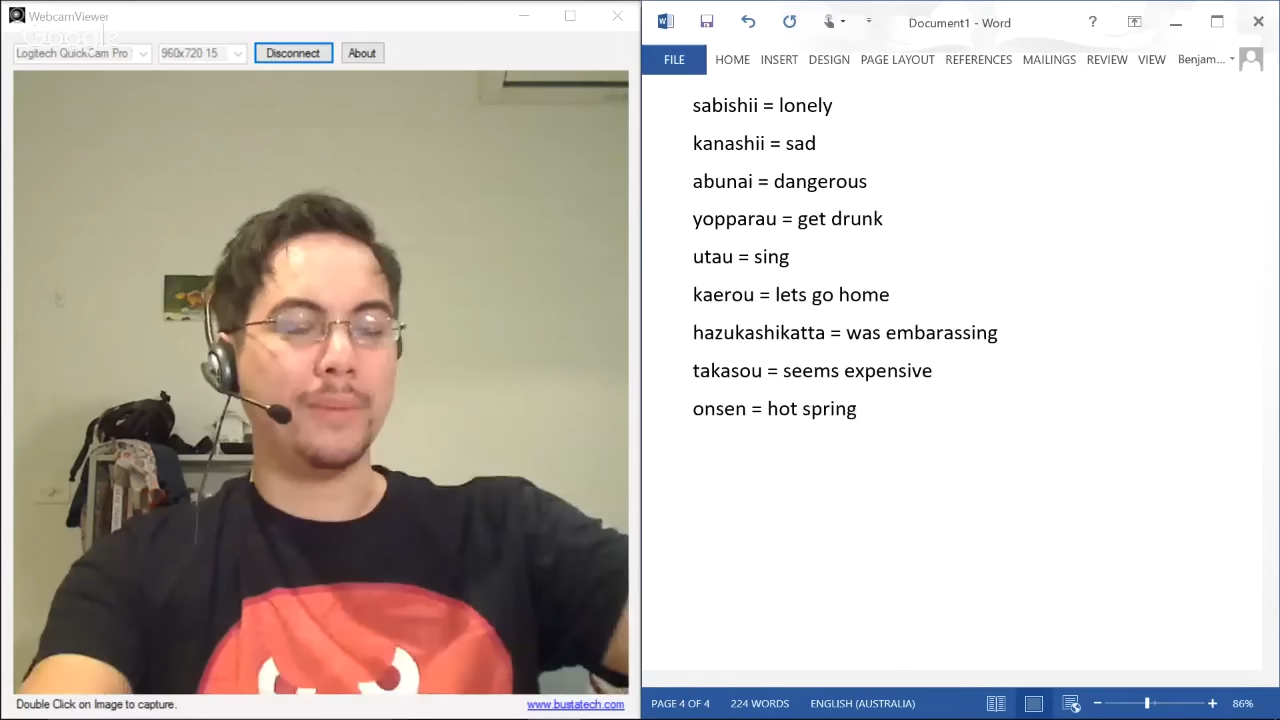 WebcamViewer
Google
Logitech QuickCam Pro
960x720 15
Disconnect
About
Double Click on Image to capture.
www.bustatech.com
Document1 - Word
?
FILE HOME INSERT DESIGN PAGE LAYOUT REFERENCES MAILINGS REVIEW VIEW Benjam...
sabishii = lonely
kanashii = sad
abunai = dangerous
yopparau = get drunk
utau = sing
kaerou = lets go home
hazukashikatta = was embarassing
takasou = seems expensive
onsen = hot spring
PAGE 4 OF 4 224 WORDS ENGLISH (AUSTRALIA) 86%